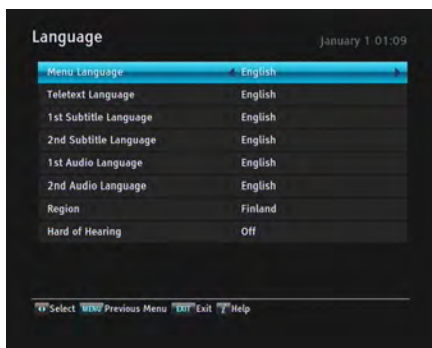 Language January 1 01:09
Menu Language English
Teletext Language English
1st Subtitle Language English
2nd Subtitle Language English
1st Audio Language English
2nd Audio Language English
Region Finland
Hard of Hearing Off
Select MENU Previous Menu EXIT Exit i Help